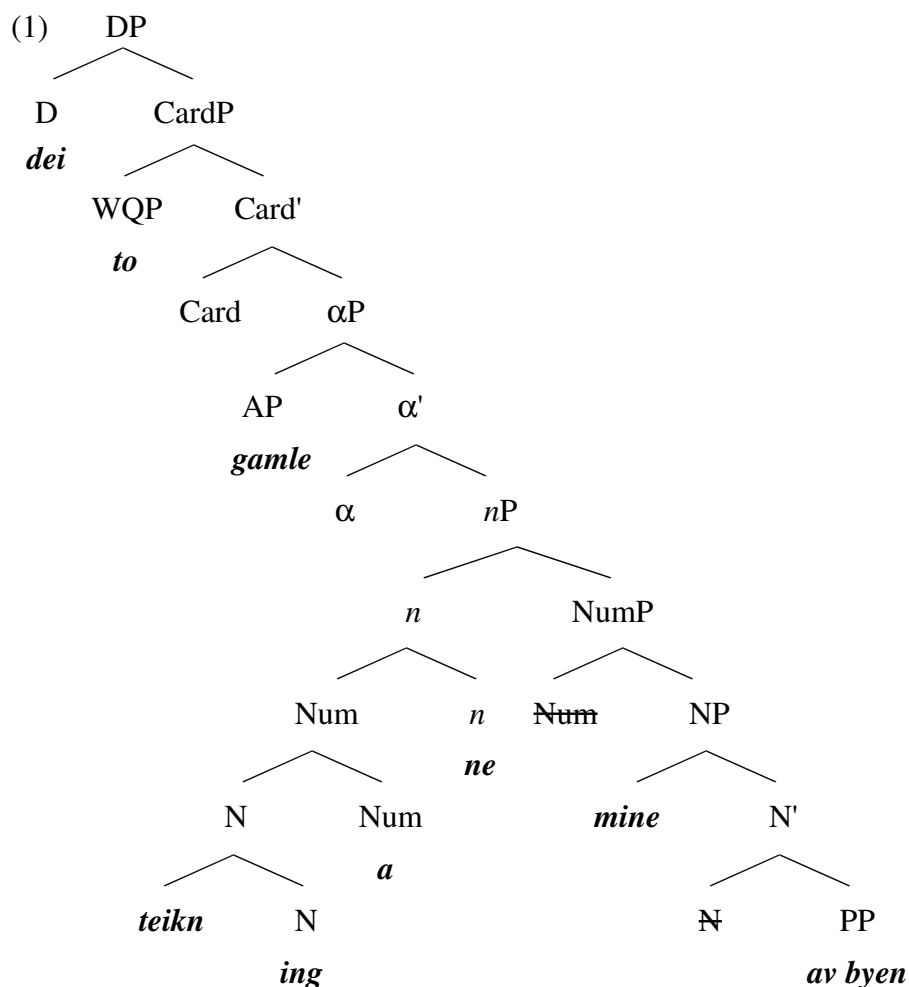 (1) DP
D CardP
dei
WQP Card'
to
Card αP
AP α'
gamle
α nP
n NumP
Num n Num NP
ne
N Num mine N'
a
teikn N N PP
ing av byen